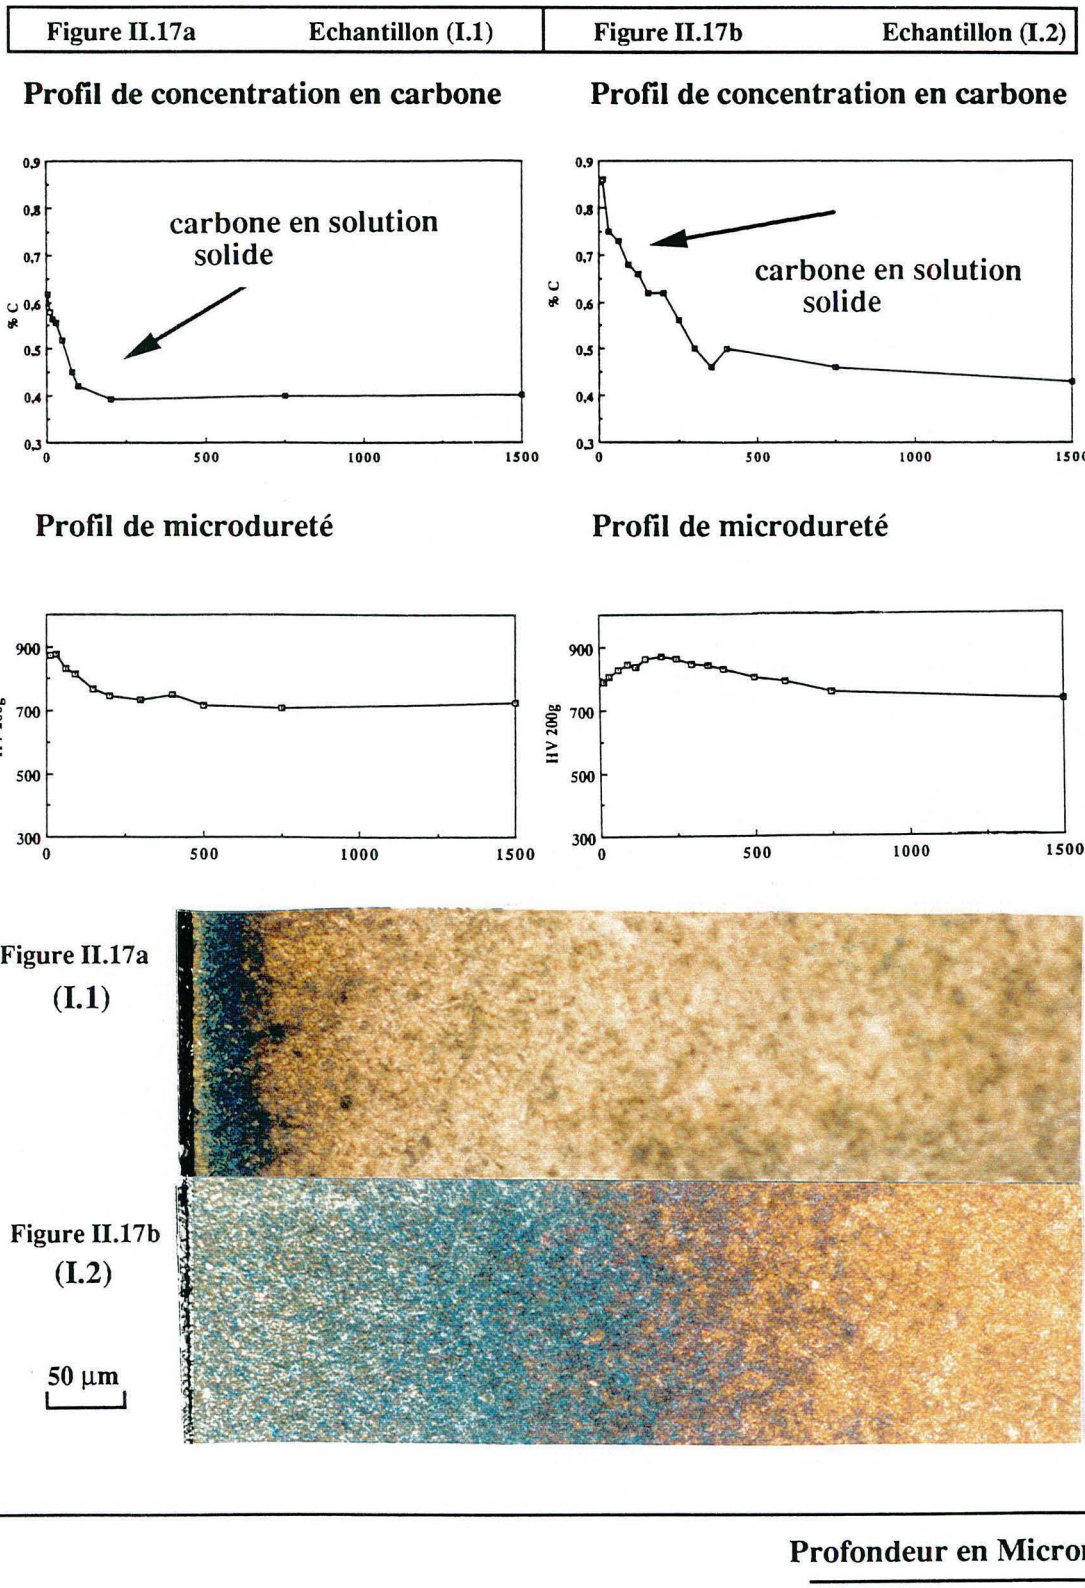 Figure II.17a Echantillon (I.1) Figure II.17b Echantillon (I.2)
Profil de concentration en carbone
Profil de concentration en carbone
0.9
0.8
0.7
0.6
0.5
0.4
0.3
% C
carbone en solution
solide
0 500 1000 1500
0.9
0.8
0.7
0.6
0.5
0.4
0.3
% C
carbone en solution
solide
0 500 1000 1500
Profil de microdureté
Profil de microdureté
900
700
500
300
0 500 1000 1500
900
700
500
300
HV 200g
0 500 1000 1500
Figure II.17a
(I.1)
Figure II.17b
(I.2)
50 µm
Profondeur en Micron